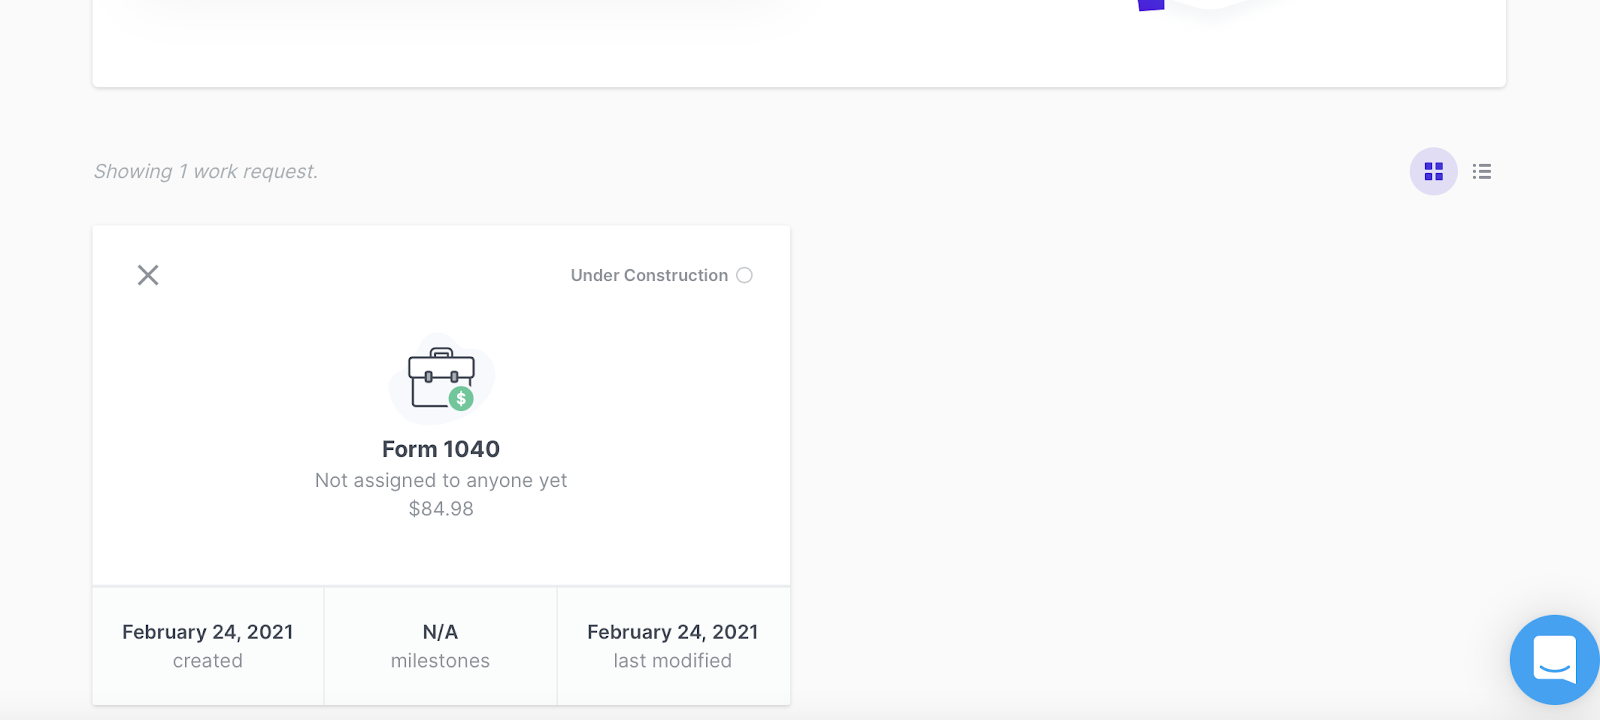 Showing 1 work request.
Under Construction
$
Form 1040
Not assigned to anyone yet
$84.98
February 24, 2021
created
N/A
milestones
February 24, 2021
last modified